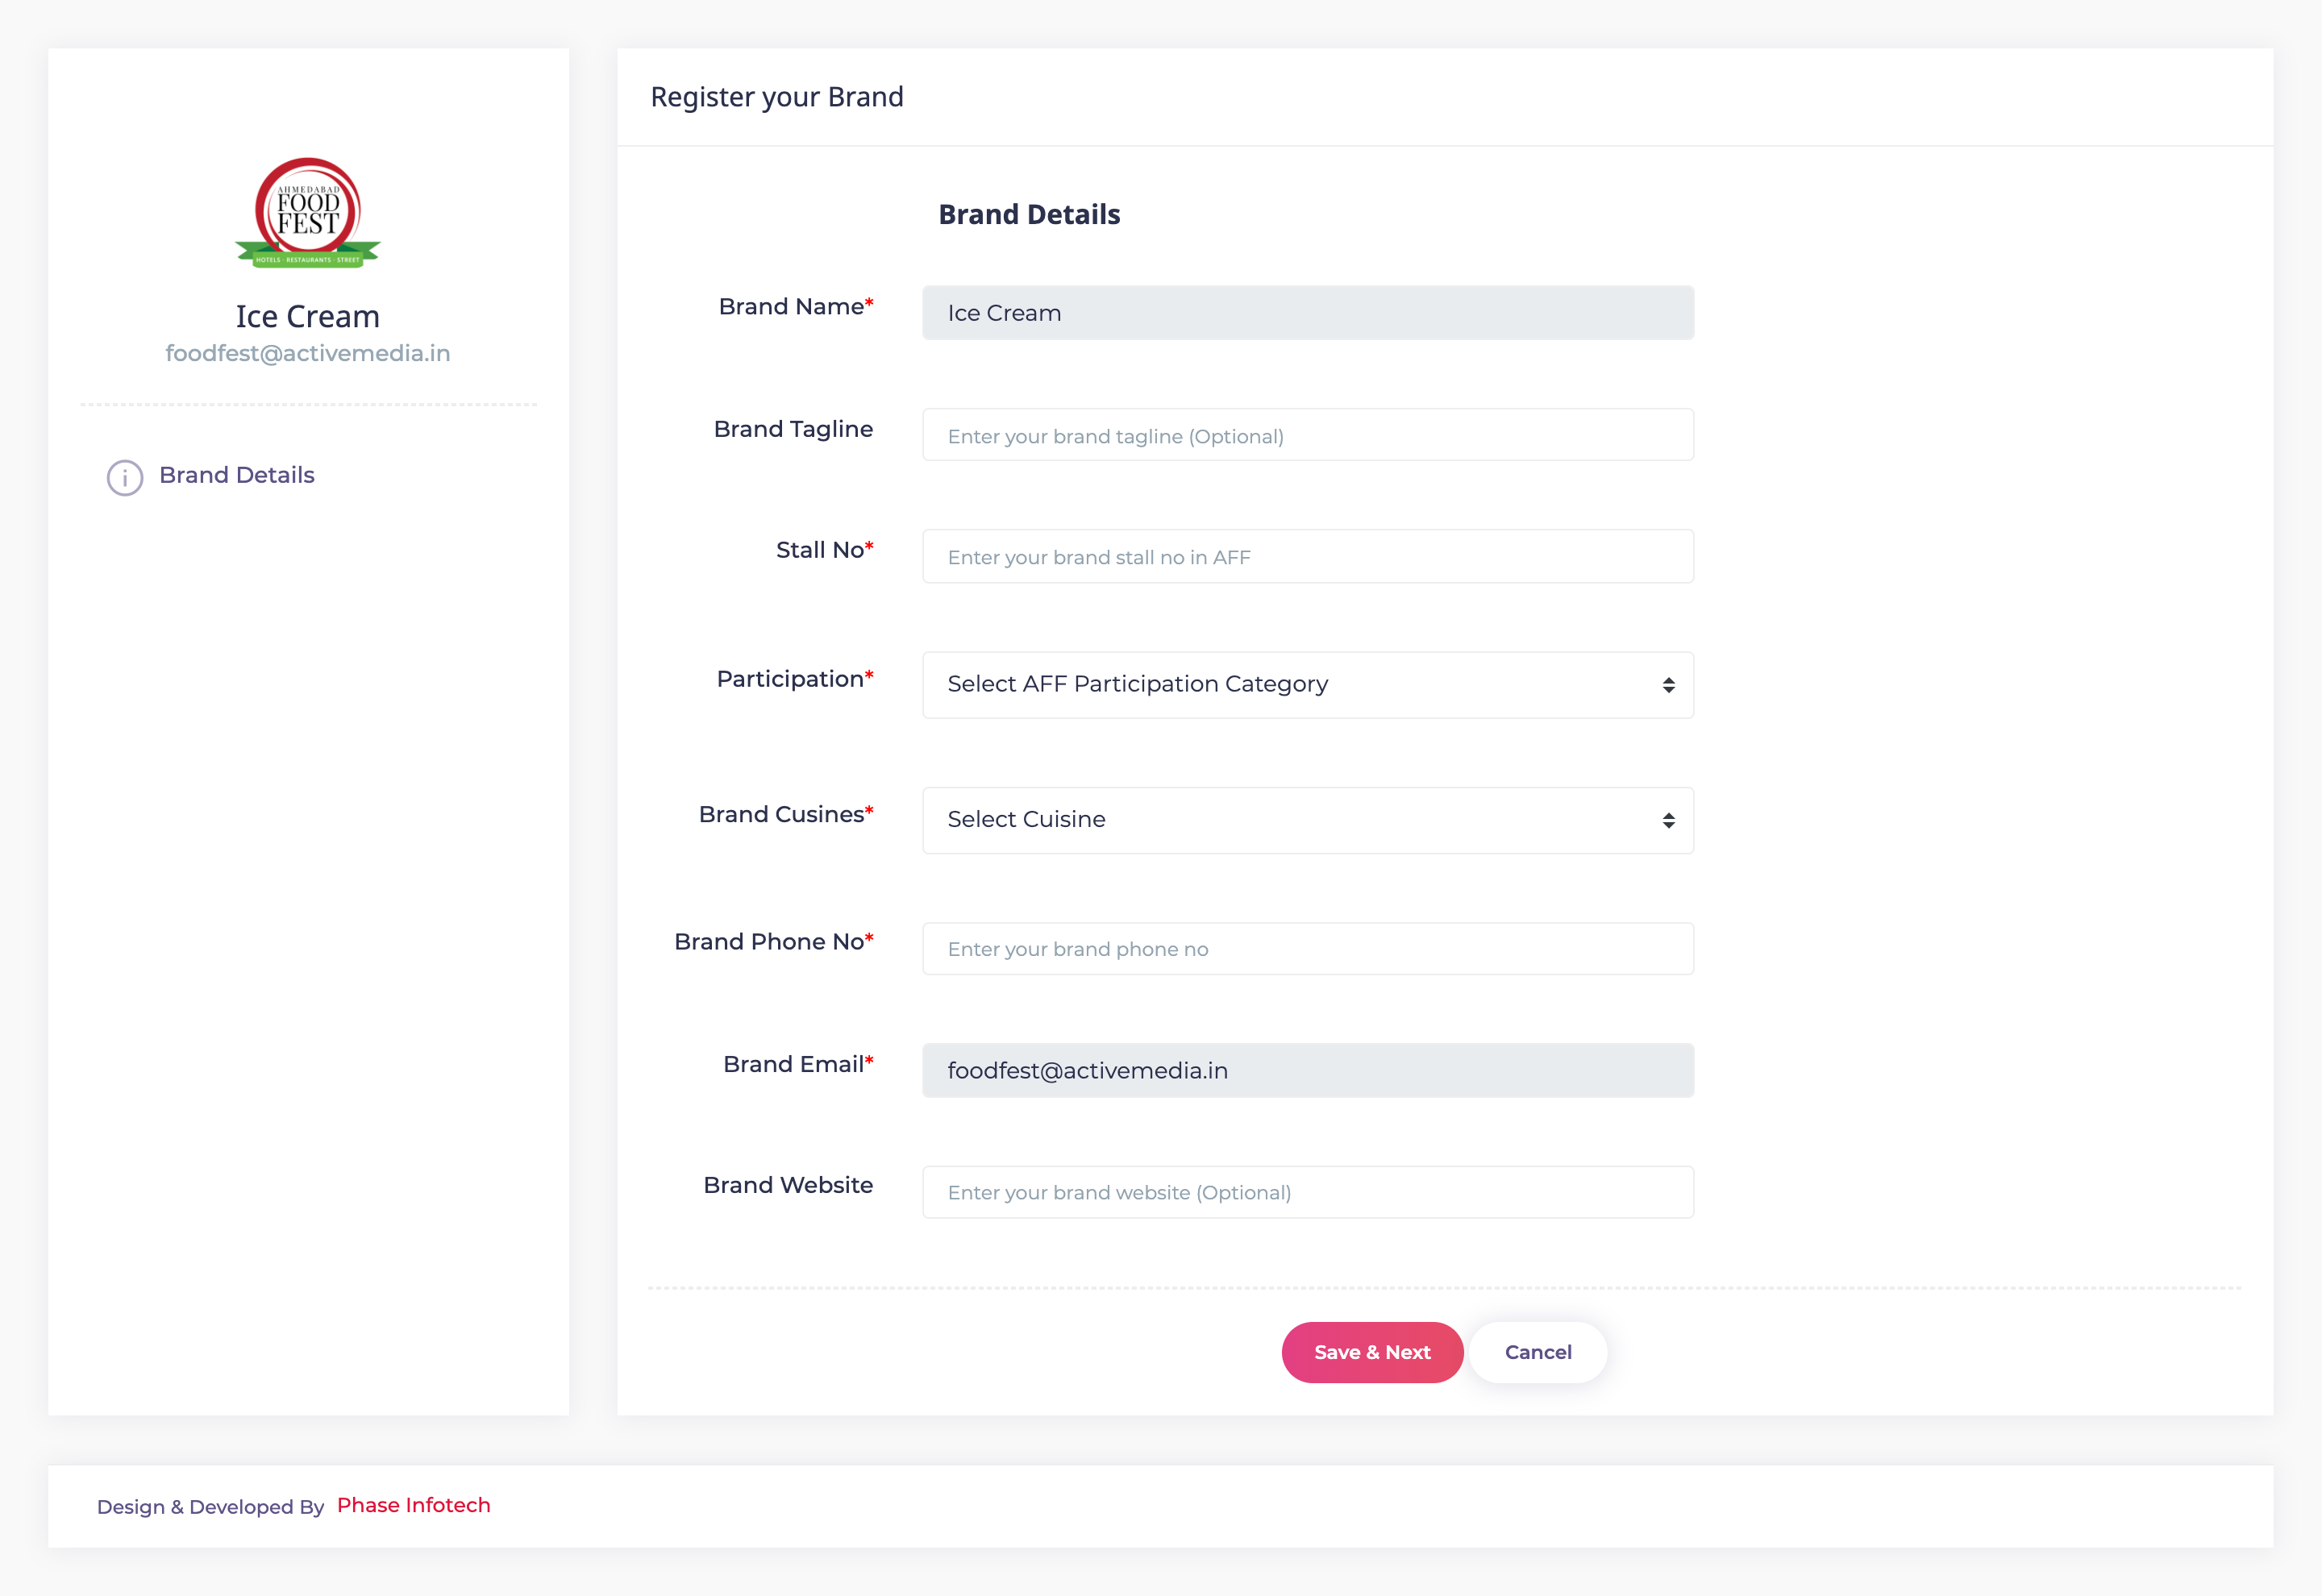 AHMEDABAD
FOOD
FEST
HOTELS · RESTAURANTS · STREET
Ice Cream
foodfest@activemedia.in
Brand Details
Register your Brand
Brand Details
Brand Name* Ice Cream
Brand Tagline Enter your brand tagline (Optional)
Stall No* Enter your brand stall no in AFF
Participation* Select AFF Participation Category
Brand Cusines* Select Cuisine
Brand Phone No* Enter your brand phone no
Brand Email* foodfest@activemedia.in
Brand Website Enter your brand website (Optional)
Save & Next Cancel
Design & Developed By Phase Infotech